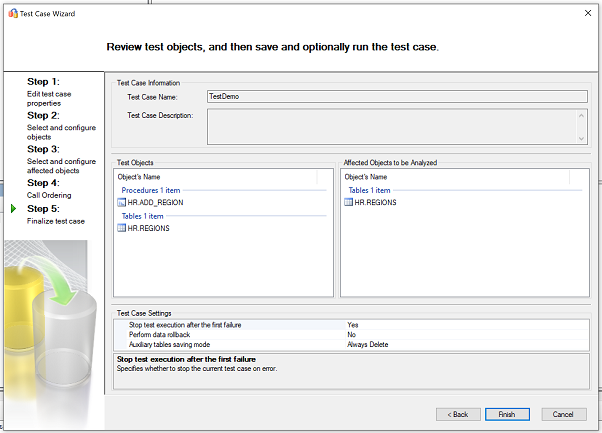 Test Case Wizard
Review test objects, and then save and optionally run the test case.
Step 1:
Edit test case
properties
Step 2:
Select and configure
objects
Step 3:
Select and configure
affected objects
Step 4:
Call Ordering
Step 5:
Finalize test case
Test Case Information
Test Case Name: TestDemo
Test Case Description:
Test Objects
Object's Name
Procedures 1 item
HR.ADD_REGION
Tables 1 item
HR.REGIONS
Affected Objects to be Analyzed
Object's Name
Tables 1 item
HR.REGIONS
Test Case Settings
Stop test execution after the first failure Yes
Perform data rollback No
Auxiliary tables saving mode Always Delete
Stop test execution after the first failure
Specifies whether to stop the current test case on error.
< Back Finish Cancel